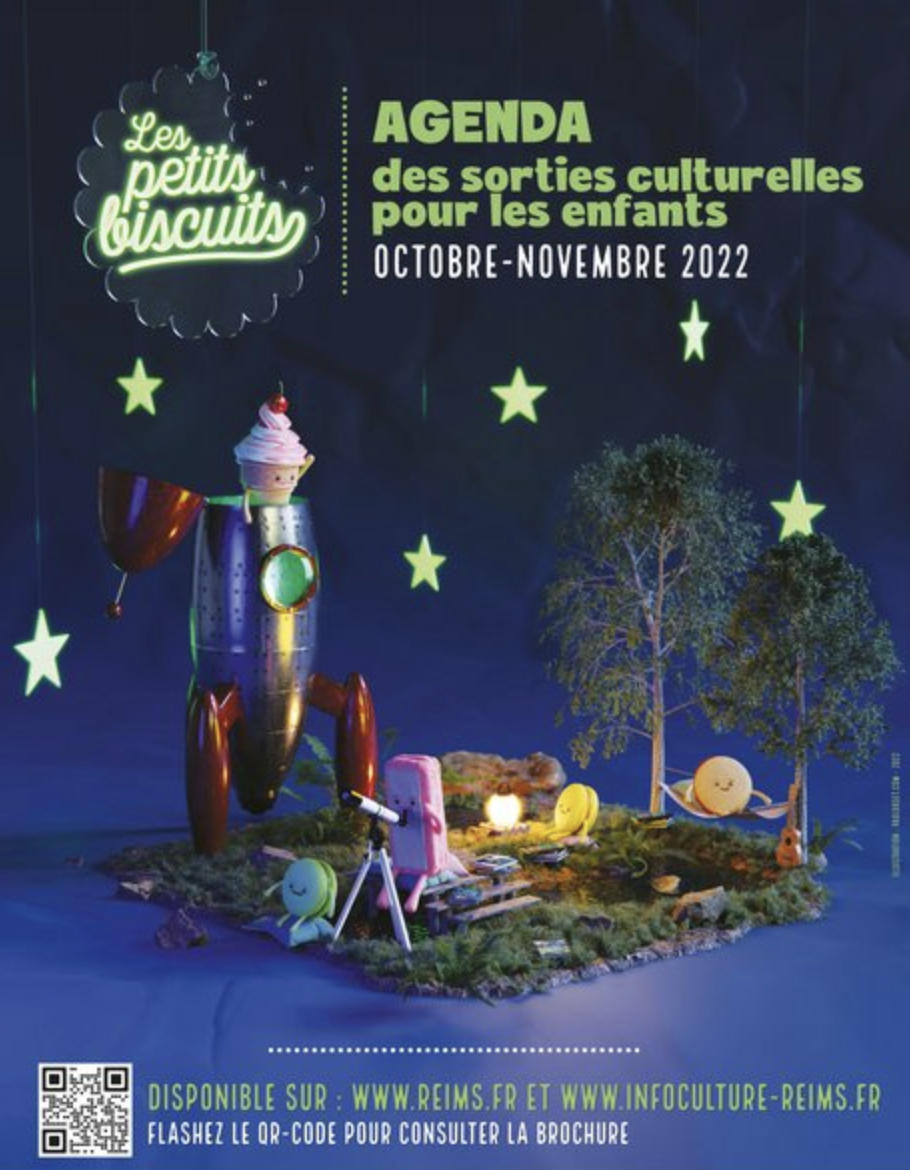 Les
petits
biscuits
AGENDA
des sorties culturelles
pour les enfants
OCTOBRE-NOVEMBRE 2022
DISPONIBLE SUR : WWW.REIMS.FR ET WWW.INFOCULTURE-REIMS.FR
FLASHEZ LE QR-CODE POUR CONSULTER LA BROCHURE